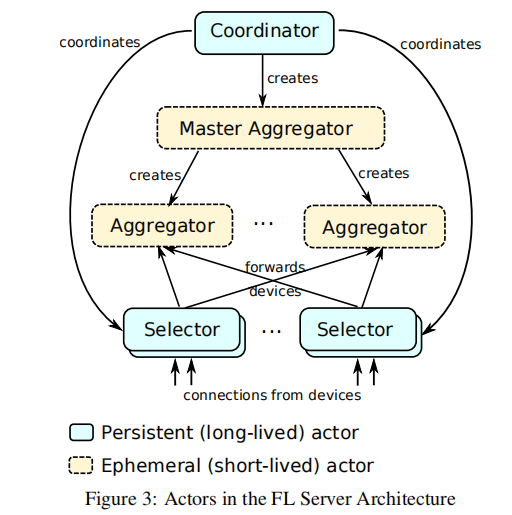 Coordinator
coordinates
coordinates
creates
Master Aggregator
creates
creates
Aggregator
...
Aggregator
forwards
devices
Selector
...
Selector
connections from devices
Persistent (long-lived) actor
Ephemeral (short-lived) actor
Figure 3: Actors in the FL Server Architecture